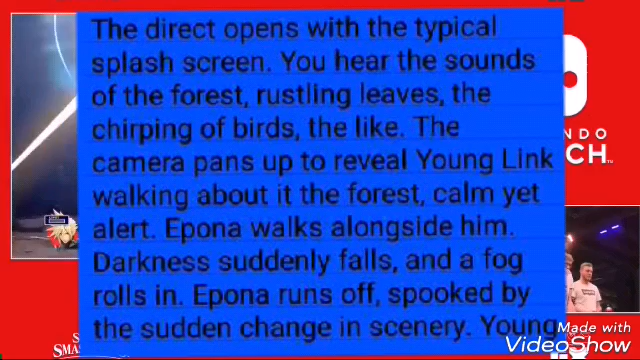 The direct opens with the typical
splash screen. You hear the sounds
of the forest, rustling leaves, the
chirping of birds, the like. The
camera pans up to reveal Young Link
walking about it the forest, calm yet
alert. Epona walks alongside him.
Darkness suddenly falls, and a fog
rolls in. Epona runs off, spooked by
the sudden change in scenery. Young
NDO
CH™
S
SMAS
Made with
VideoShow